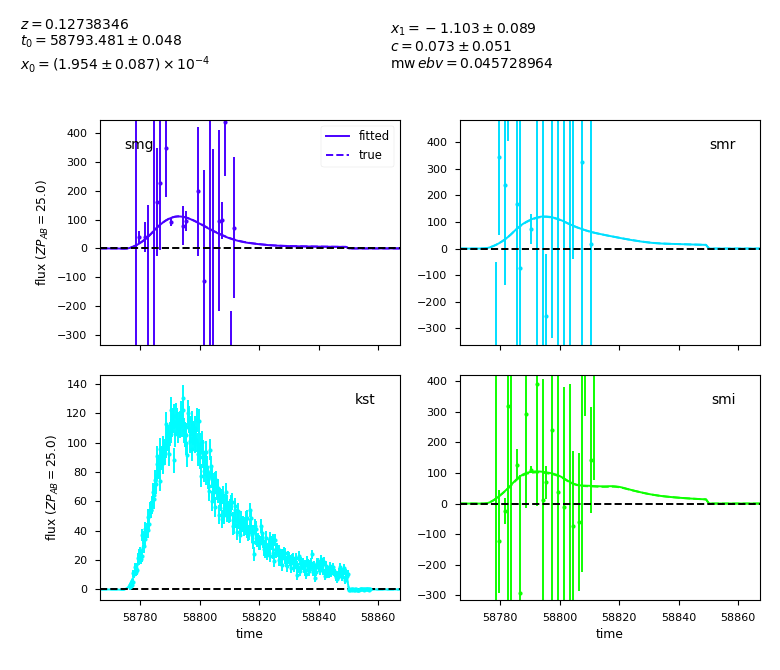 z = 0.12738346
t₀ = 58793.481 ± 0.048
x₀ = (1.954 ± 0.087) × 10⁻⁴
x₁ = −1.103 ± 0.089
c = 0.073 ± 0.051
mw ebv = 0.045728964
smg
fitted
true
400
300
200
100
0
−100
−200
−300
flux (ZP_AB = 25.0)
smr
400
300
200
100
0
−100
−200
−300
kst
140
120
100
80
60
40
20
0
flux (ZP_AB = 25.0)
58780 58800 58820 58840 58860
time
smi
400
300
200
100
0
−100
−200
−300
58780 58800 58820 58840 58860
time